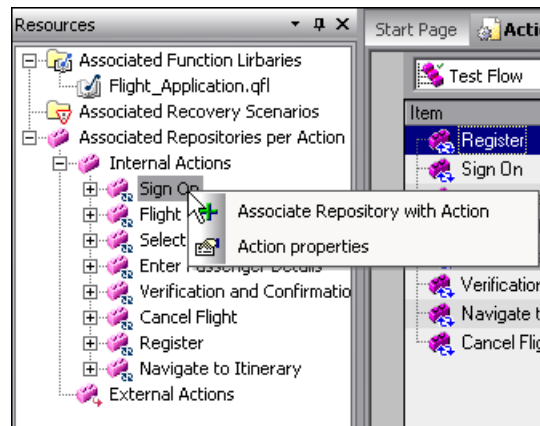 Resources
Associated Function Lirbaries
Flight_Application.qfl
Associated Recovery Scenarios
Associated Repositories per Action
Internal Actions
Sign On
Flight
Select
Enter Passenger Details
Verification and Confirmatio
Cancel Flight
Register
Navigate to Itinerary
External Actions
Associate Repository with Action
Action properties
Start Page
Acti
Test Flow
Item
Register
Sign On
Verification
Navigate t
Cancel Flig